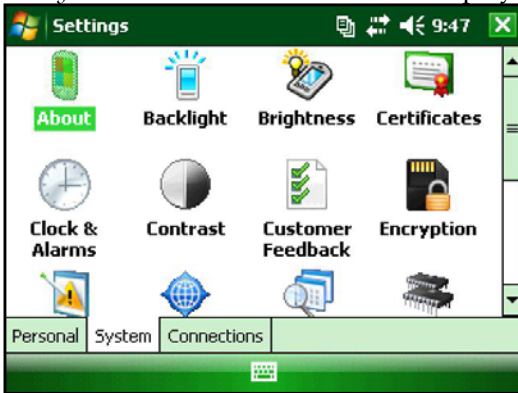 Settings 9:47
About Backlight Brightness Certificates
Clock & Alarms Contrast Customer Feedback Encryption
Personal System Connections